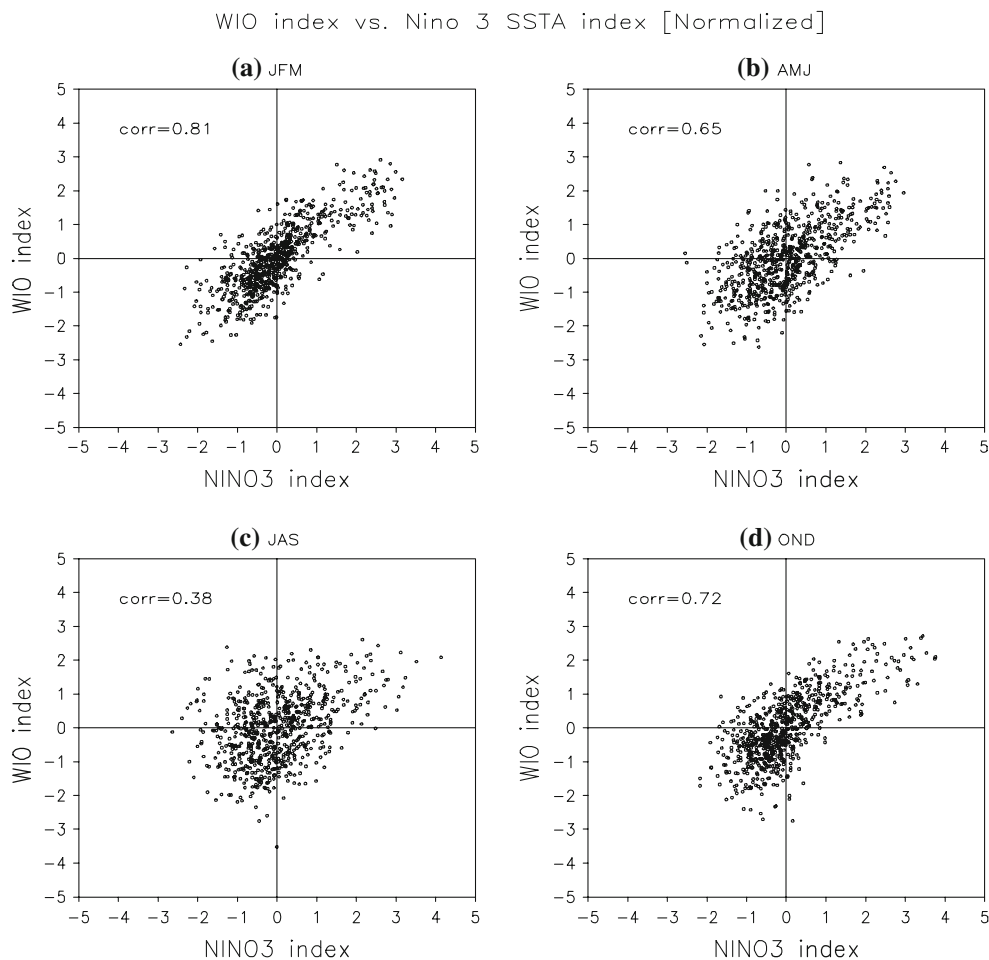 WIO index vs. Nino 3 SSTA index [Normalized]
(a) JFM
5
4
3
2
1
0
−1
−2
−3
−4
−5
WIO index
corr=0.81
−5 −4 −3 −2 −1 0 1 2 3 4 5
NINO3 index
(b) AMJ
5
4
3
2
1
0
−1
−2
−3
−4
−5
WIO index
corr=0.65
−5 −4 −3 −2 −1 0 1 2 3 4 5
NINO3 index
(c) JAS
5
4
3
2
1
0
−1
−2
−3
−4
−5
WIO index
corr=0.38
−5 −4 −3 −2 −1 0 1 2 3 4 5
NINO3 index
(d) OND
5
4
3
2
1
0
−1
−2
−3
−4
−5
WIO index
corr=0.72
−5 −4 −3 −2 −1 0 1 2 3 4 5
NINO3 index